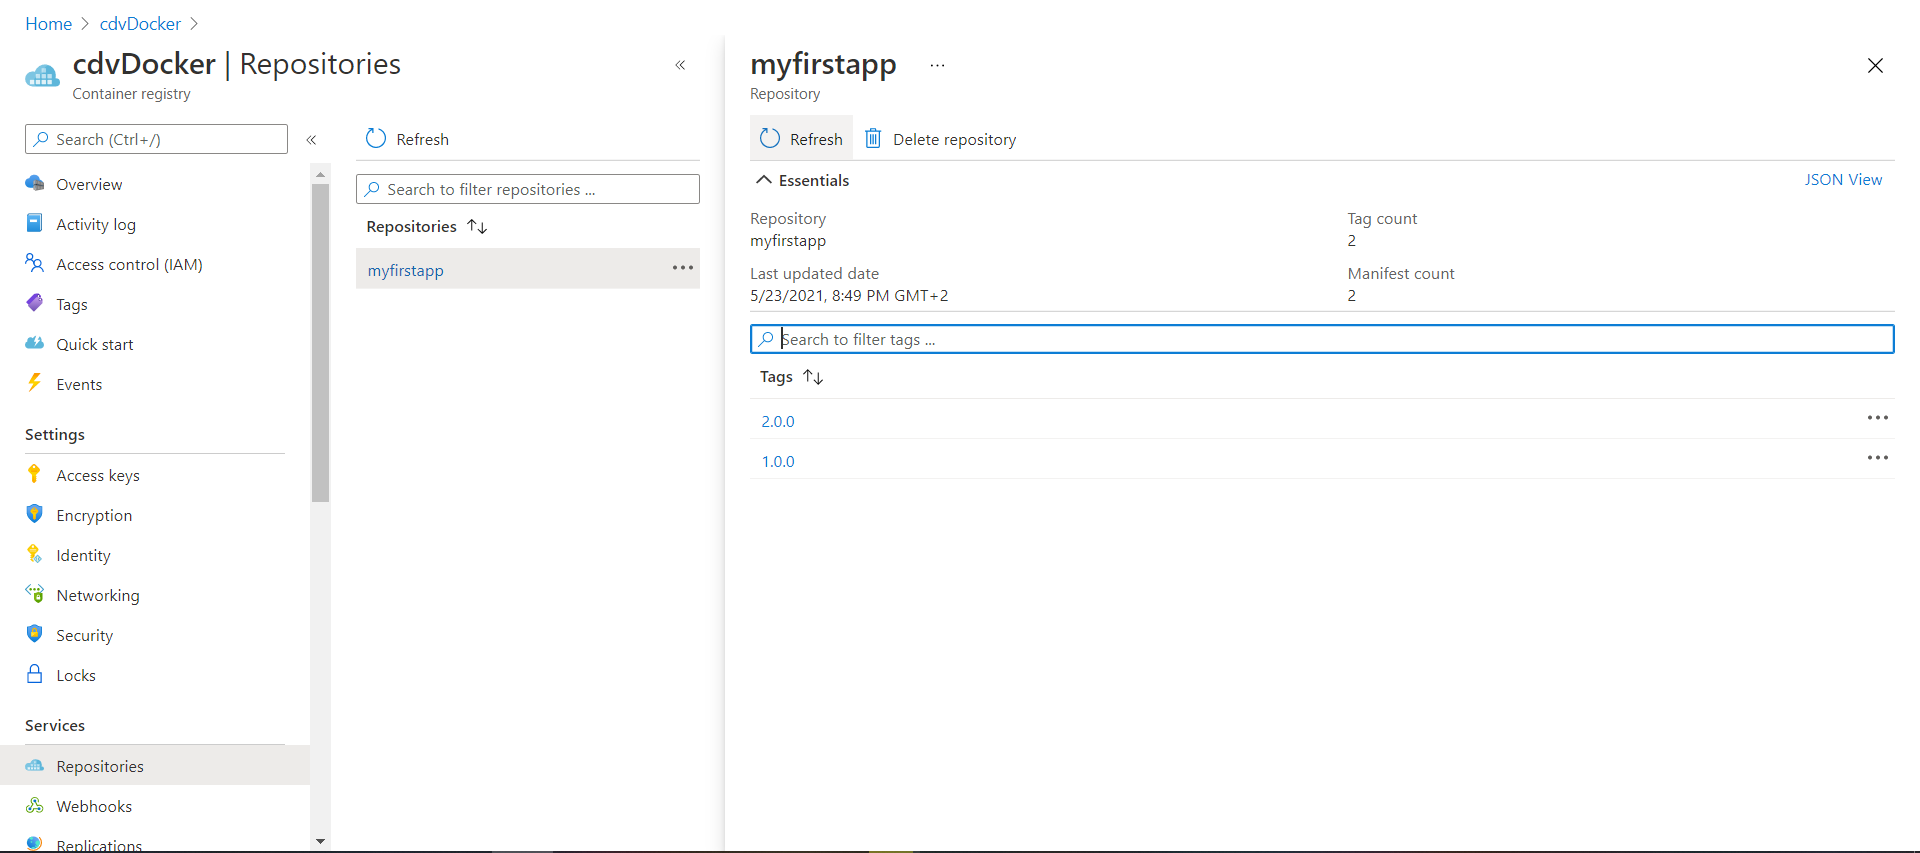 Home > cdvDocker >
cdvDocker | Repositories
Container registry
Search (Ctrl+/)
Overview
Activity log
Access control (IAM)
Tags
Quick start
Events
Settings
Access keys
Encryption
Identity
Networking
Security
Locks
Services
Repositories
Webhooks
Replications
Refresh
Search to filter repositories ...
Repositories
myfirstapp
myfirstapp ...
Repository
Refresh Delete repository
Essentials JSON View
Repository
myfirstapp
Tag count
2
Last updated date
5/23/2021, 8:49 PM GMT+2
Manifest count
2
Search to filter tags ...
Tags
2.0.0
1.0.0